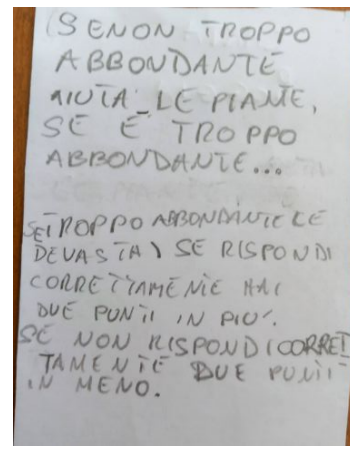 (SE NON TROPPO
ABBONDANTE
AIUTA LE PIANTE,
SE È TROPPO
ABBONDANTE...
SE TROPPO ABBONDANTE LE
DEVASTA) SE RISPONDI
CORRETTAMENTE HAI
DUE PUNTI IN PIU'.
SE NON RISPONDI CORRET
TAMENTE DUE PUNTI
IN MENO.